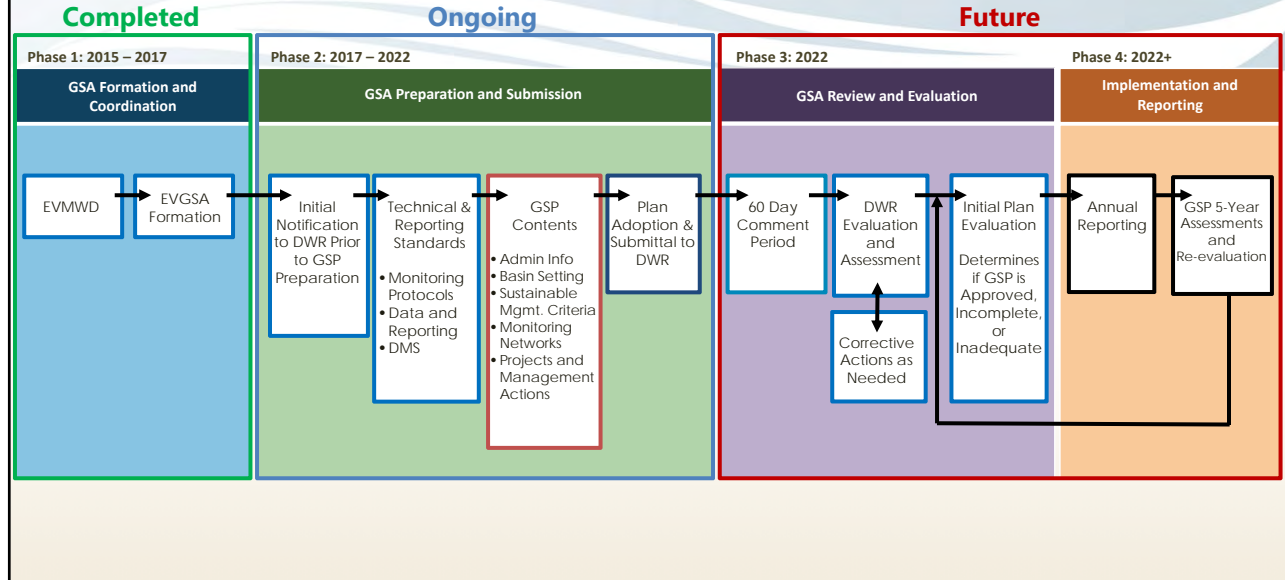 Completed
Ongoing
Future
Phase 1: 2015 – 2017
Phase 2: 2017 – 2022
Phase 3: 2022
Phase 4: 2022+
GSA Formation and
Coordination
GSA Preparation and Submission
GSA Review and Evaluation
Implementation and
Reporting
EVMWD
EVGSA
Formation
Initial
Notification
to DWR Prior
to GSP
Preparation
Technical &
Reporting
Standards
• Monitoring
Protocols
• Data and
Reporting
• DMS
GSP
Contents
• Admin Info
• Basin Setting
• Sustainable
Mgmt. Criteria
• Monitoring
Networks
• Projects and
Management
Actions
Plan
Adoption &
Submittal to
DWR
60 Day
Comment
Period
DWR
Evaluation
and
Assessment
Corrective
Actions as
Needed
Initial Plan
Evaluation
Determines
if GSP is
Approved,
Incomplete,
or
Inadequate
Annual
Reporting
GSP 5-Year
Assessments
and
Re-evaluation